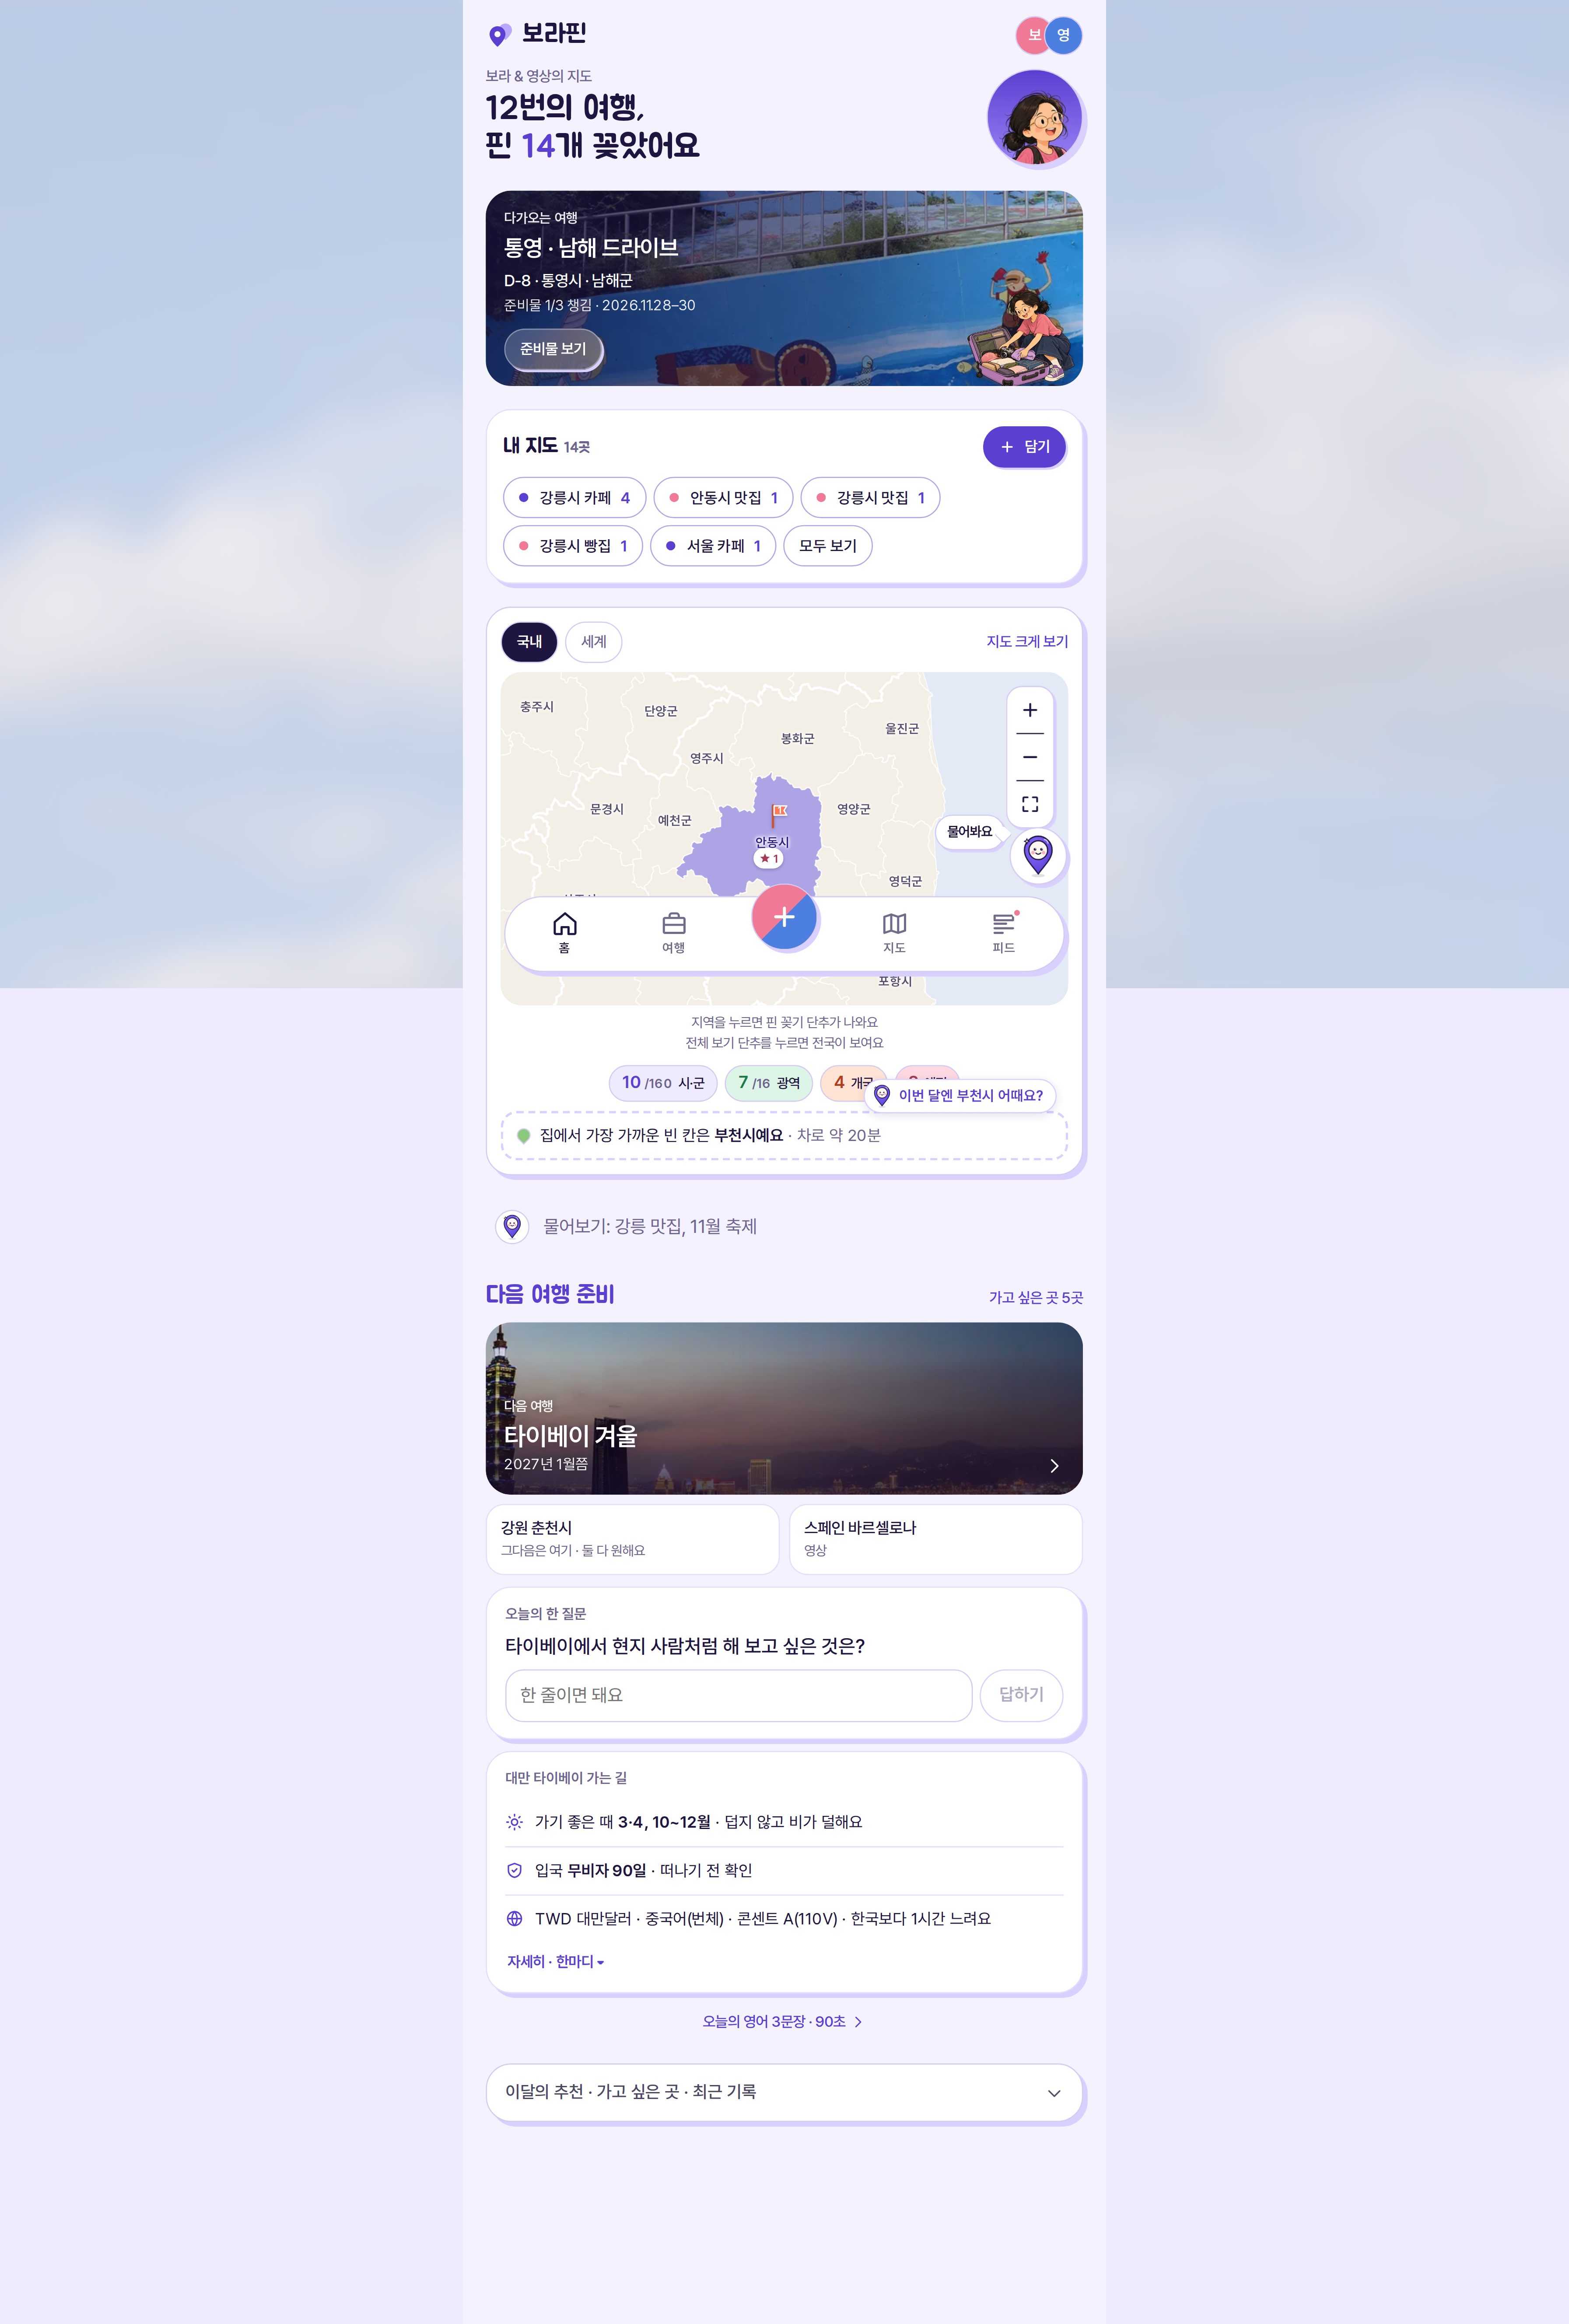 보라핀
보 영
보라 & 영상의 지도
12번의 여행,
핀 14개 꽂았어요
다가오는 여행
통영 · 남해 드라이브
D-8 · 통영시 · 남해군
준비물 1/3 챙김 · 2026.11.28–30
준비물 보기
내 지도 14곳
+ 담기
강릉시 카페 4
안동시 맛집 1
강릉시 맛집 1
강릉시 빵집 1
서울 카페 1
모두 보기
국내
세계
지도 크게 보기
충주시
단양군
울진군
봉화군
영주시
문경시
예천군
영양군
물어봐요
안동시
★ 1
영덕군
홈
여행
지도
피드
포항시
지역을 누르면 핀 꽂기 단추가 나와요
전체 보기 단추를 누르면 전국이 보여요
10 /160 시·군
7 /16 광역
4 개국
이번 달엔 부천시 어때요?
집에서 가장 가까운 빈 칸은 부천시예요 · 차로 약 20분
물어보기: 강릉 맛집, 11월 축제
다음 여행 준비
가고 싶은 곳 5곳
다음 여행
타이베이 겨울
2027년 1월쯤
강원 춘천시
그다음은 여기 · 둘 다 원해요
스페인 바르셀로나
영상
오늘의 한 질문
타이베이에서 현지 사람처럼 해 보고 싶은 것은?
한 줄이면 돼요
답하기
대만 타이베이 가는 길
가기 좋은 때 3·4, 10~12월 · 덥지 않고 비가 덜해요
입국 무비자 90일 · 떠나기 전 확인
TWD 대만달러 · 중국어(번체) · 콘센트 A(110V) · 한국보다 1시간 느려요
자세히 · 한마디
오늘의 영어 3문장 · 90초
이달의 추천 · 가고 싶은 곳 · 최근 기록